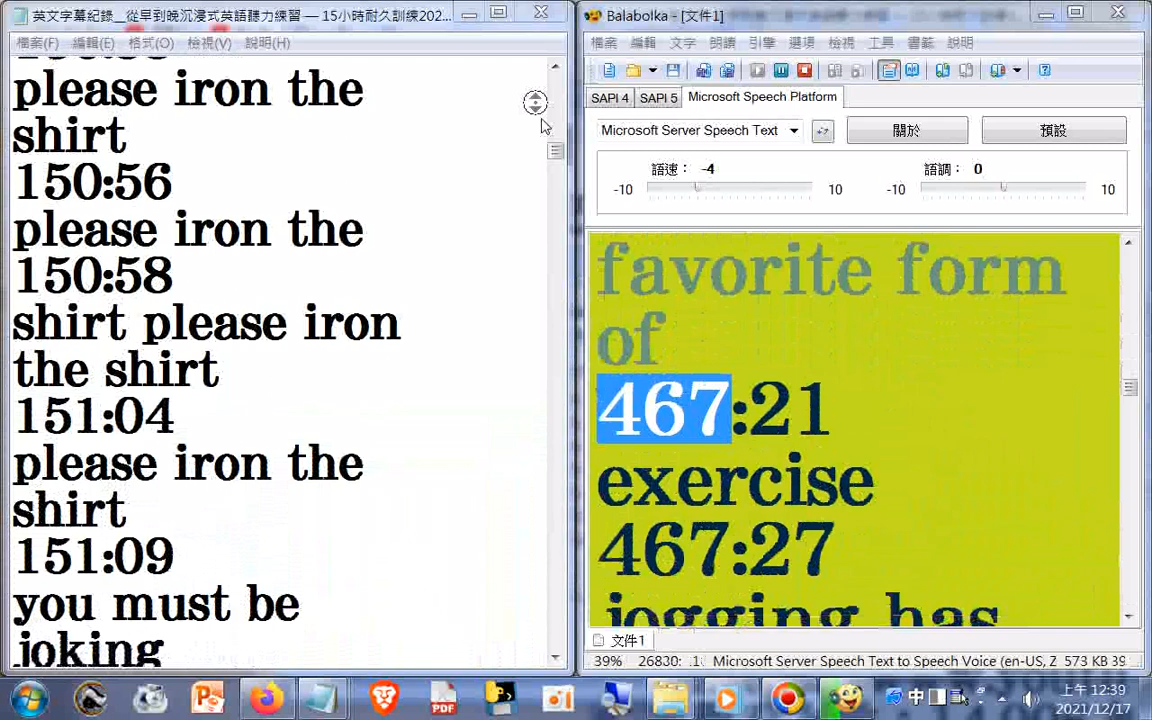 英文字幕紀錄__從早到晚沉浸式英語聽力練習 — 15小時耐久訓練202...
檔案(F) 編輯(E) 格式(O) 檢視(V) 說明(H)
please iron the
shirt
150:56
please iron the
150:58
shirt please iron
the shirt
151:04
please iron the
shirt
151:09
you must be
joking
Balabolka - [文件1]
檔案 編輯 文字 朗讀 引擎 選項 檢視 工具 書籤 說明
SAPI 4 SAPI 5 Microsoft Speech Platform
Microsoft Server Speech Text 關於 預設
語速： -4 語調： 0
-10 10 -10 10
favorite form
of
467:21
exercise
467:27
jogging has
文件1
39% 26830: .1 Microsoft Server Speech Text to Speech Voice (en-US, Z 573 KB 39
PDF 中 上午 12:39
2021/12/17